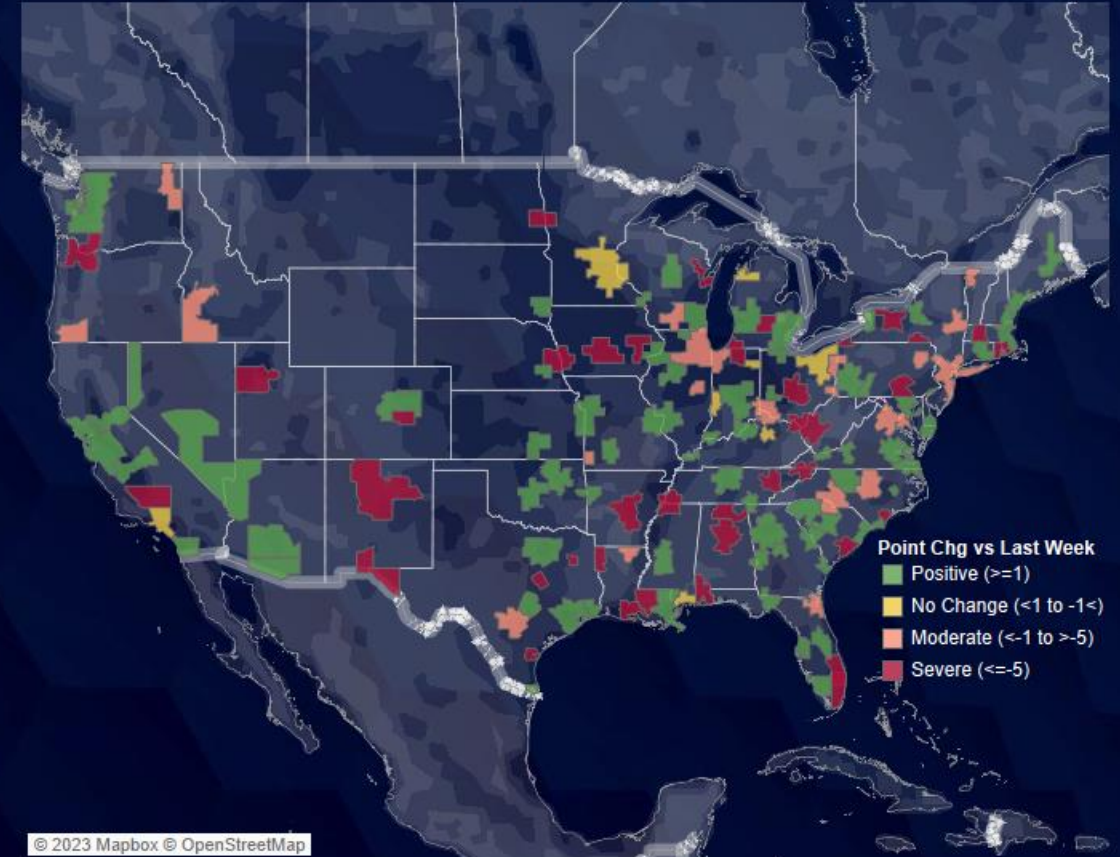 Point Chg vs Last Week
Positive (>=1)
No Change (<1 to -1<)
Moderate (<-1 to >-5)
Severe (<=-5)
© 2023 Mapbox © OpenStreetMap